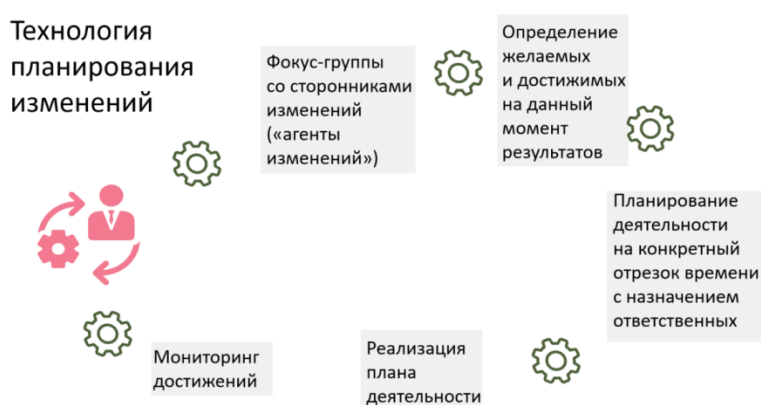 Технология
планирования
изменений
Фокус-группы
со сторонниками
изменений
(«агенты
изменений»)
Определение
желаемых
и достижимых
на данный
момент
результатов
Планирование
деятельности
на конкретный
отрезок времени
с назначением
ответственных
Реализация
плана
деятельности
Мониторинг
достижений